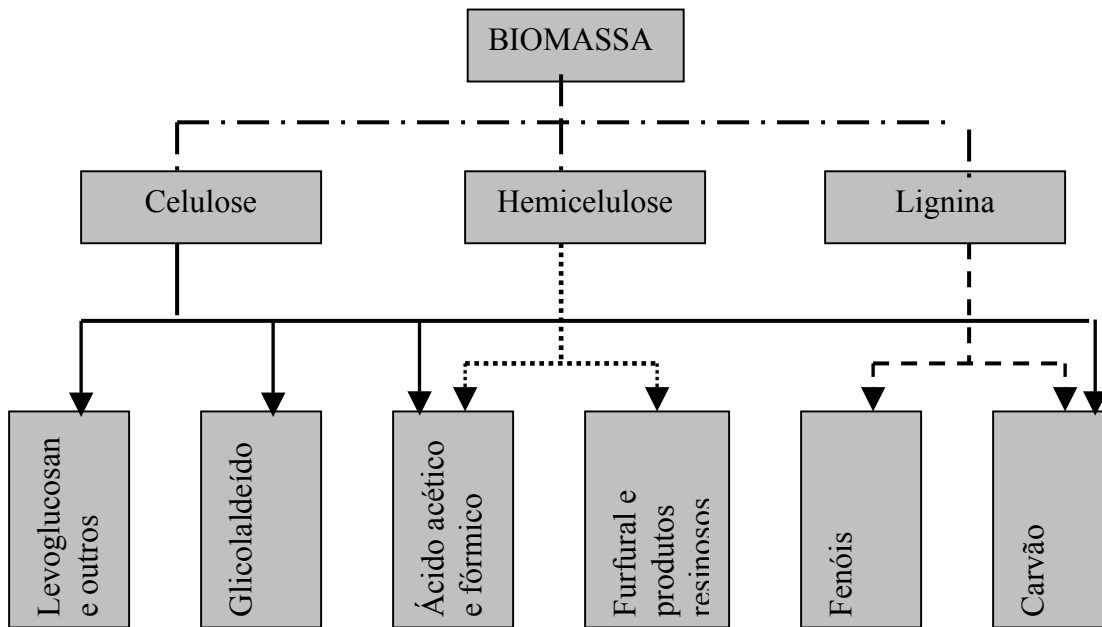 BIOMASSA
Celulose
Hemicelulose
Lignina
Levoglucosan
e outros
Glicolaldeído
Ácido acético
e fórmico
Furfural e
produtos
resinosos
Fenóis
Carvão